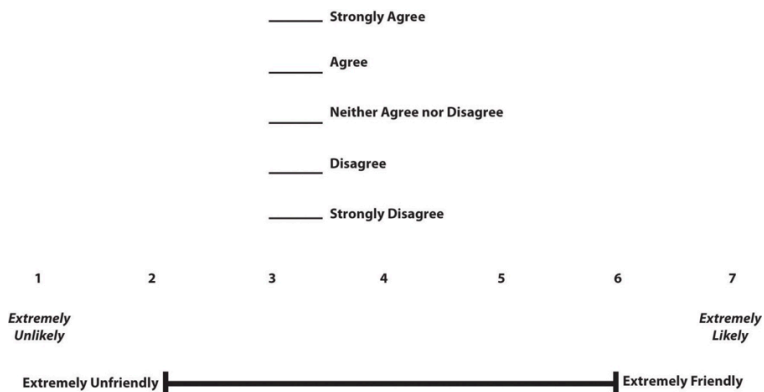 Strongly Agree
Agree
Neither Agree nor Disagree
Disagree
Strongly Disagree
1 2 3 4 5 6 7
Extremely Unlikely
Extremely Likely
Extremely Unfriendly Extremely Friendly